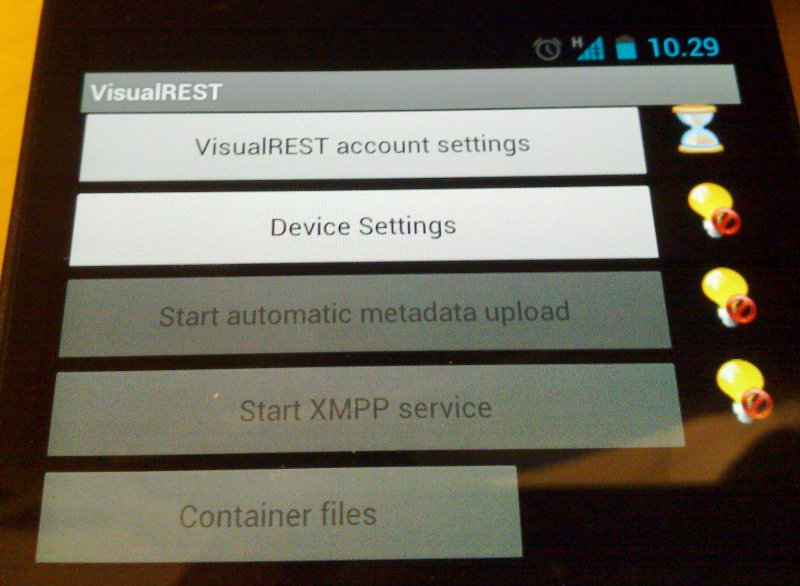 H 10.29
VisualREST
VisualREST account settings
Device Settings
Start automatic metadata upload
Start XMPP service
Container files